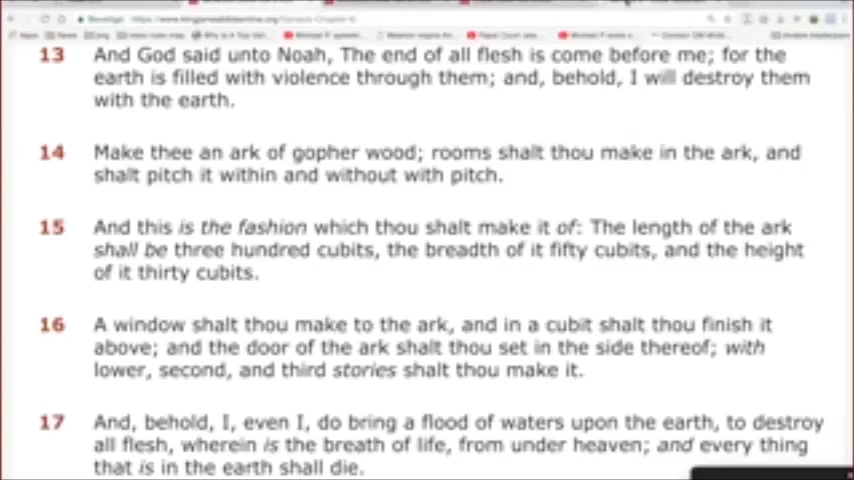 13 And God said unto Noah, The end of all flesh is come before me; for the
earth is filled with violence through them; and, behold, I will destroy them
with the earth.
14 Make thee an ark of gopher wood; rooms shalt thou make in the ark, and
shalt pitch it within and without with pitch.
15 And this is the fashion which thou shalt make it of: The length of the ark
shall be three hundred cubits, the breadth of it fifty cubits, and the height
of it thirty cubits.
16 A window shalt thou make to the ark, and in a cubit shalt thou finish it
above; and the door of the ark shalt thou set in the side thereof; with
lower, second, and third stories shalt thou make it.
17 And, behold, I, even I, do bring a flood of waters upon the earth, to destroy
all flesh, wherein is the breath of life, from under heaven; and every thing
that is in the earth shall die.